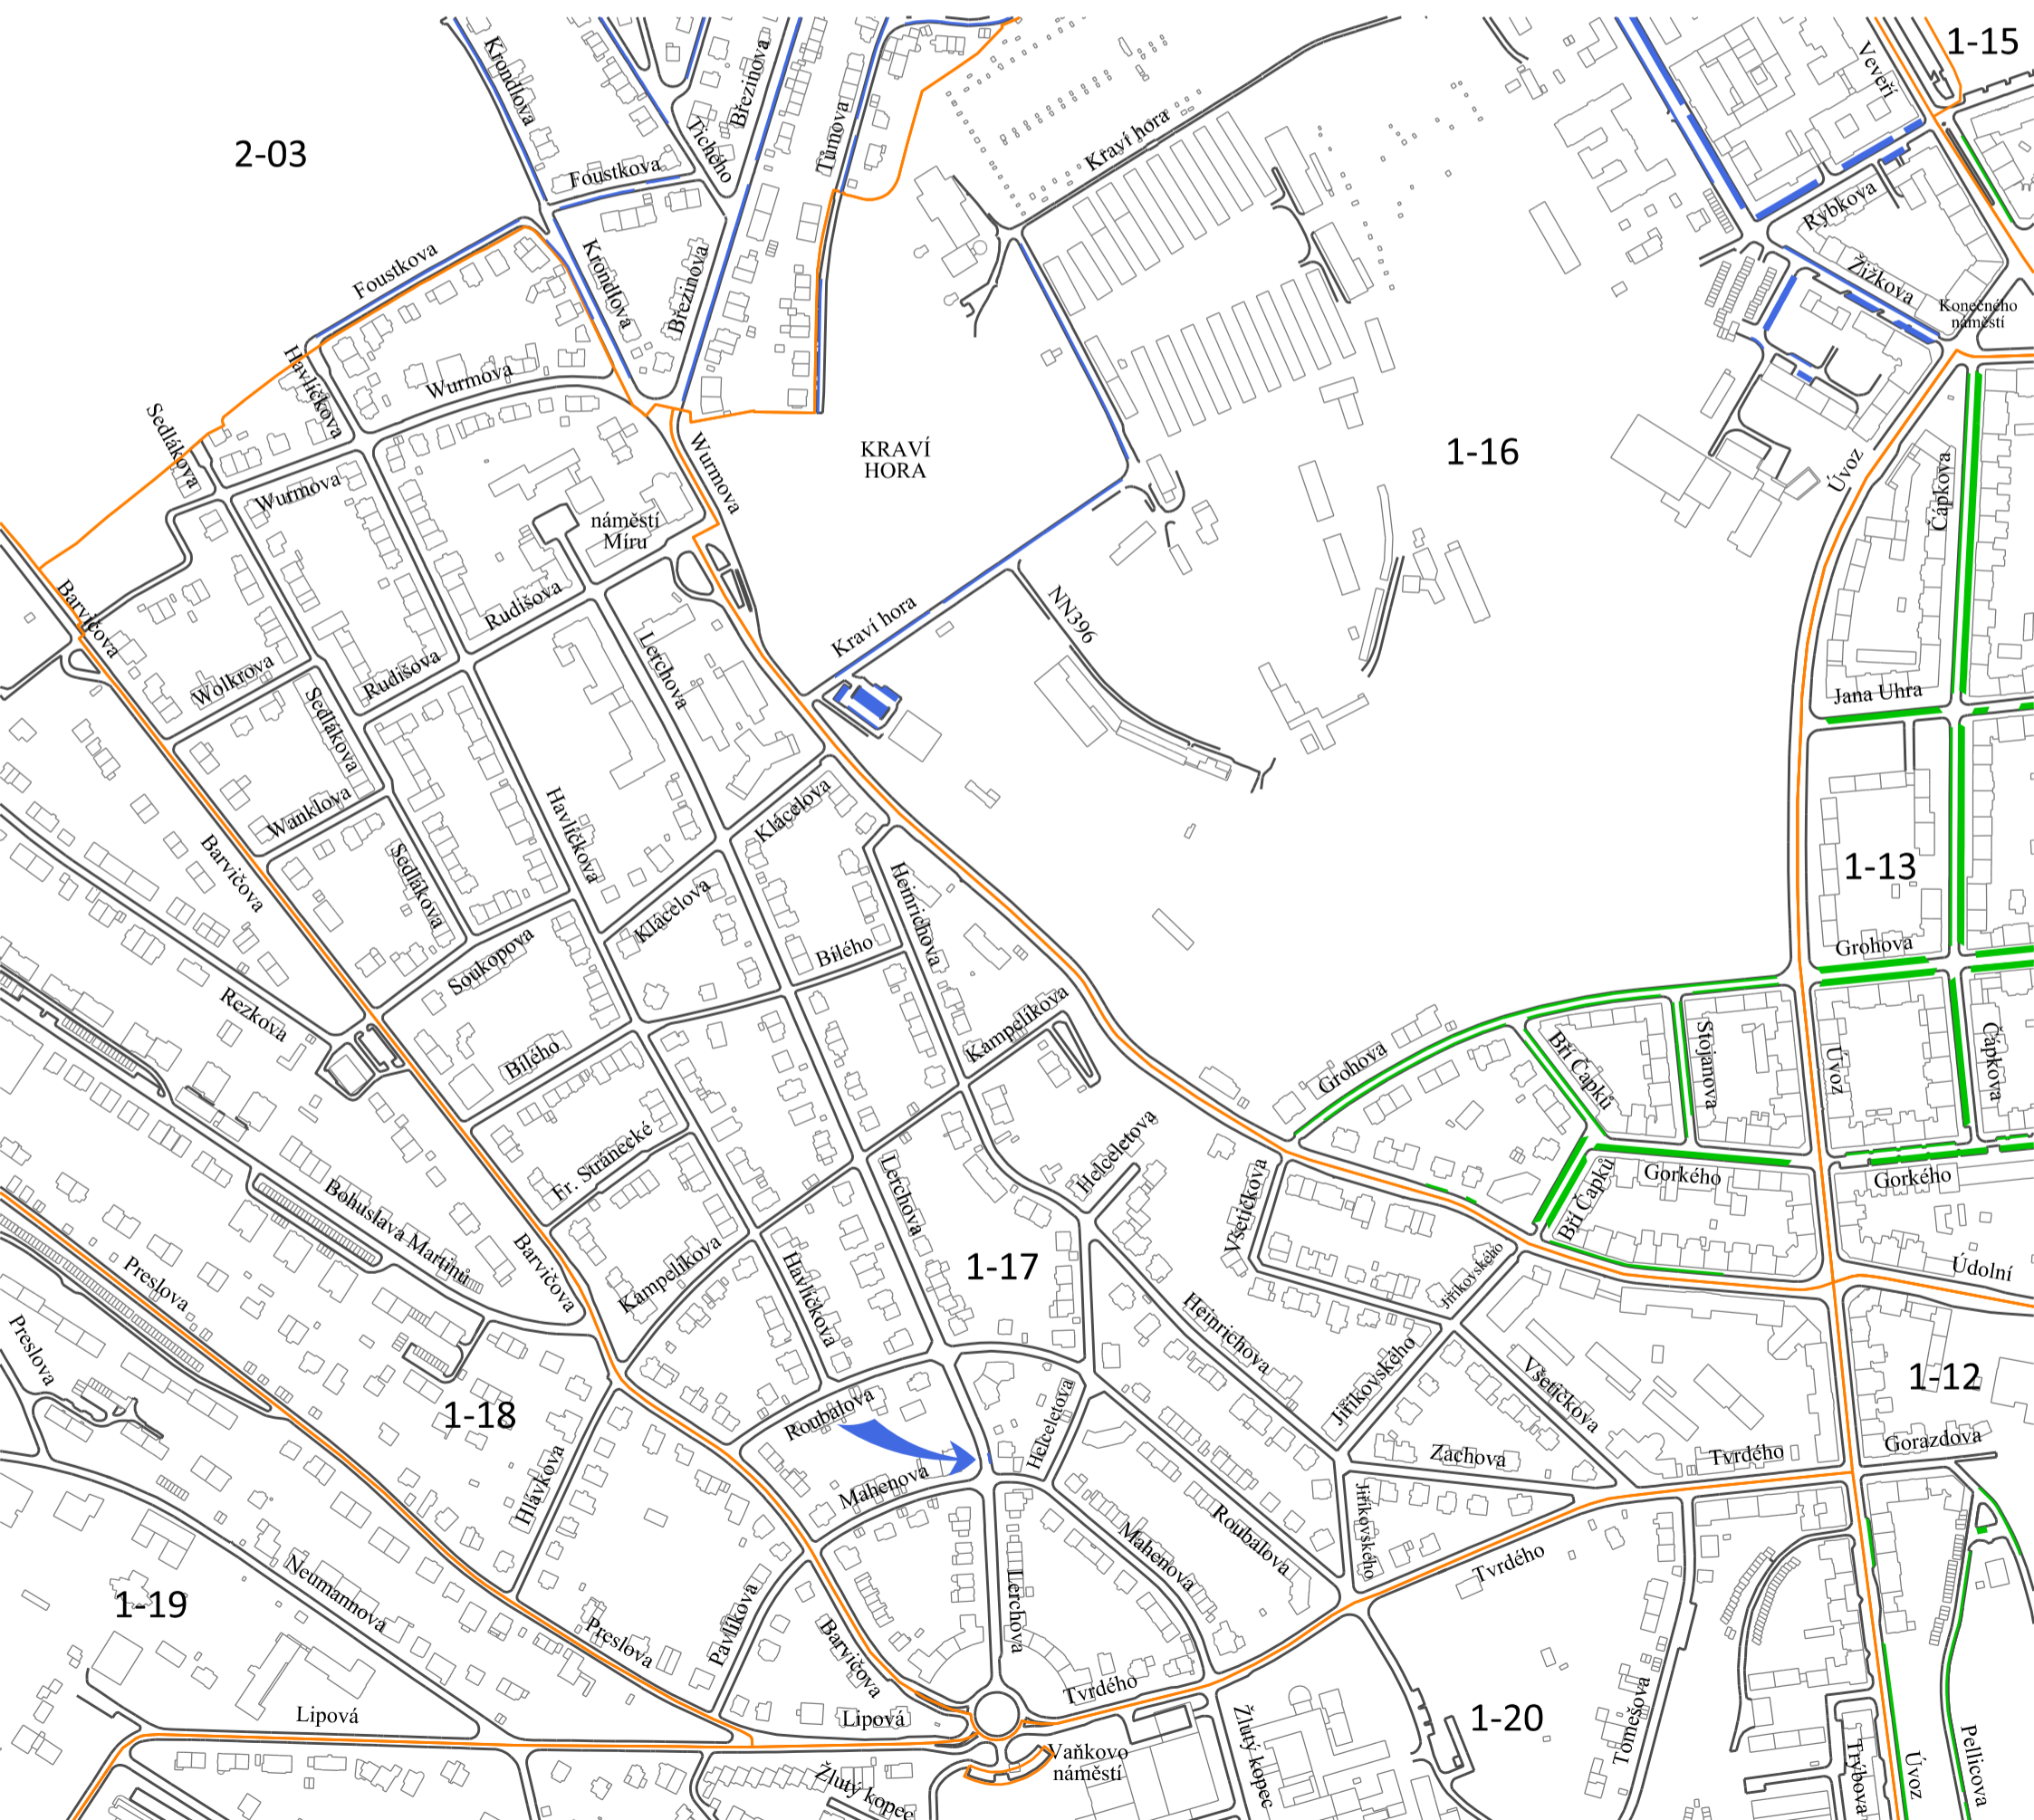 1-15
Veveří
Krondlova
Březinova
Tichého
Tůmova
Kraví hora
2-03
Foustkova
Rybkova
Foustkova
Krondlova
Březinova
Žižkova
Konečného
náměstí
Havlíčkova
Wurmova
Sedlákova
Wurmova
Wurmova
KRAVÍ
HORA
1-16
Úvoz
Čápkova
náměstí
Míru
Barvičova
Rudišova
Kraví hora
NN396
Lerchova
Wolkrova
Sedlákova
Rudišova
Jana Uhra
Wanklova
Havlíčkova
Klácelova
Barvičova
Sedlákova
Klácelova
Heinrichova
1-13
Grohova
Soukopova
Bílého
Rezkova
Kampelíkova
Bílého
Grohova
Bří Čapků
Stojanova
Úvoz
Čápkova
Fr. Stránecké
Helceletova
Gorkého
Gorkého
Bří Čapků
Všetičkova
Lerchova
Bohuslava Martinů
Barvičova
Preslova
Kampelíkova
Havlíčkova
1-17
Jiříkovského
Údolní
Preslova
Heinrichova
Jiříkovského
Všetičkova
1-12
1-18
Roubalova
Helceletova
Zachova
Tvrdého
Gorazdova
Hlávkova
Mahenova
Jiříkovského
Roubalova
Mahenova
Tvrdého
1-19
Neumannova
Lerchova
Preslova
Pavlíkova
Barvičova
Tvrdého
Lipová
Lipová
Žlutý kopec
1-20
Tomešova
Úvoz
Pellicova
Vaňkovo
náměstí
Žlutý kopec
Trýbova